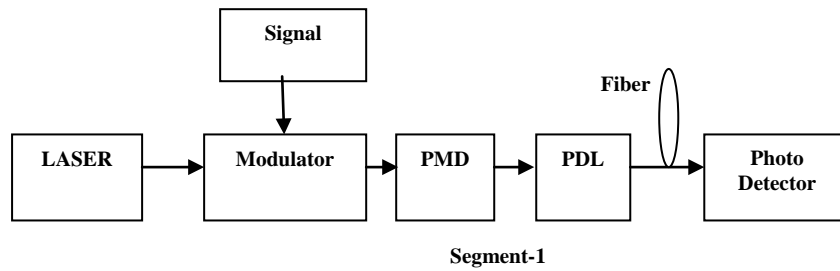 Signal
Fiber
LASER
Modulator
PMD
PDL
Photo
Detector
Segment-1